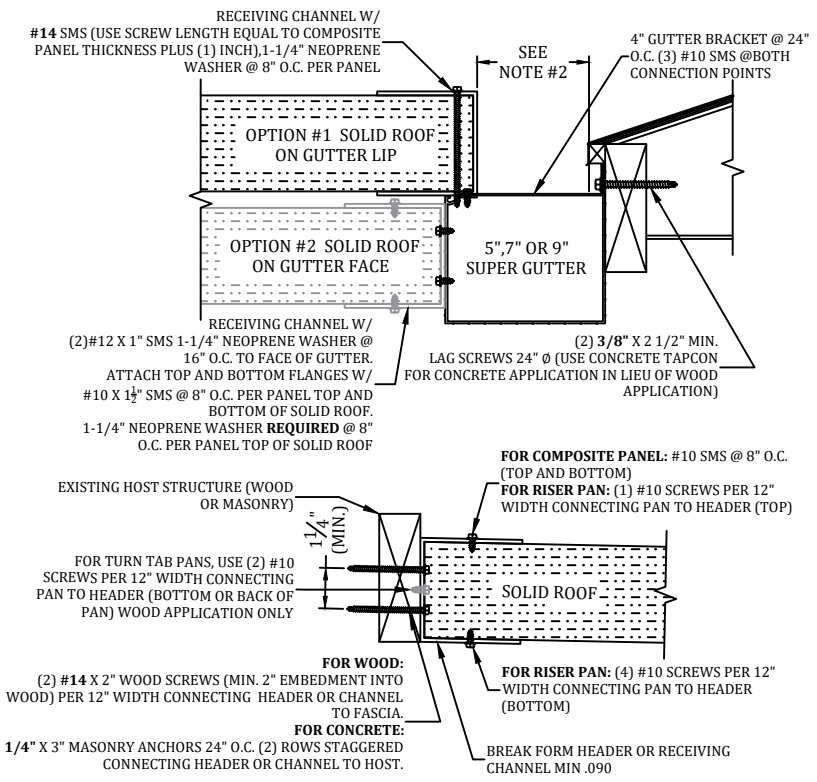 RECEIVING CHANNEL W/
#14 SMS (USE SCREW LENGTH EQUAL TO COMPOSITE
PANEL THICKNESS PLUS (1) INCH),1-1/4" NEOPRENE
WASHER @ 8" O.C. PER PANEL
SEE
NOTE #2
4" GUTTER BRACKET @ 24"
O.C. (3) #10 SMS @BOTH
CONNECTION POINTS
OPTION #1 SOLID ROOF
ON GUTTER LIP
OPTION #2 SOLID ROOF
ON GUTTER FACE
5",7" OR 9"
SUPER GUTTER
RECEIVING CHANNEL W/
(2)#12 X 1" SMS 1-1/4" NEOPRENE WASHER @
16" O.C. TO FACE OF GUTTER.
ATTACH TOP AND BOTTOM FLANGES W/
#10 X 1½" SMS @ 8" O.C. PER PANEL TOP AND
BOTTOM OF SOLID ROOF.
1-1/4" NEOPRENE WASHER REQUIRED @ 8"
O.C. PER PANEL TOP OF SOLID ROOF
(2) 3/8" X 2 1/2" MIN.
LAG SCREWS 24" Ø (USE CONCRETE TAPCON
FOR CONCRETE APPLICATION IN LIEU OF WOOD
APPLICATION)
FOR COMPOSITE PANEL: #10 SMS @ 8" O.C.
(TOP AND BOTTOM)
FOR RISER PAN: (1) #10 SCREWS PER 12"
WIDTH CONNECTING PAN TO HEADER (TOP)
EXISTING HOST STRUCTURE (WOOD
OR MASONRY)
1¼"
(MIN.)
FOR TURN TAB PANS, USE (2) #10
SCREWS PER 12" WIDTH CONNECTING
PAN TO HEADER (BOTTOM OR BACK OF
PAN) WOOD APPLICATION ONLY
SOLID ROOF
FOR WOOD:
(2) #14 X 2" WOOD SCREWS (MIN. 2" EMBEDMENT INTO
WOOD) PER 12" WIDTH CONNECTING HEADER OR CHANNEL
TO FASCIA.
FOR CONCRETE:
1/4" X 3" MASONRY ANCHORS 24" O.C. (2) ROWS STAGGERED
CONNECTING HEADER OR CHANNEL TO HOST.
FOR RISER PAN: (4) #10 SCREWS PER 12"
WIDTH CONNECTING PAN TO HEADER
(BOTTOM)
BREAK FORM HEADER OR RECEIVING
CHANNEL MIN .090